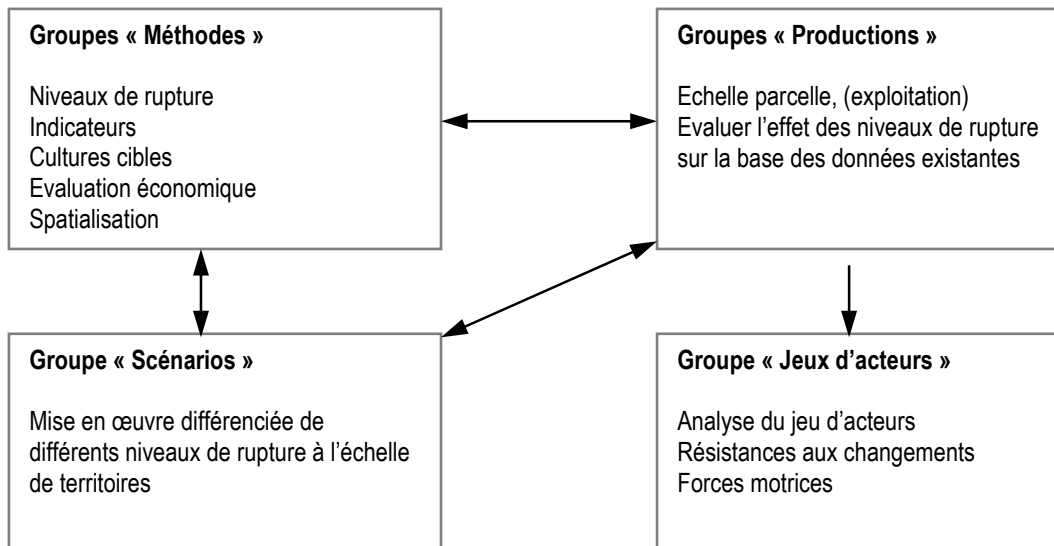 Groupes « Méthodes »
Niveaux de rupture
Indicateurs
Cultures cibles
Evaluation économique
Spatialisation
Groupes « Productions »
Echelle parcelle, (exploitation)
Evaluer l’effet des niveaux de rupture
sur la base des données existantes
Groupe « Scénarios »
Mise en œuvre différenciée de
différents niveaux de rupture à l’échelle
de territoires
Groupe « Jeux d’acteurs »
Analyse du jeu d’acteurs
Résistances aux changements
Forces motrices